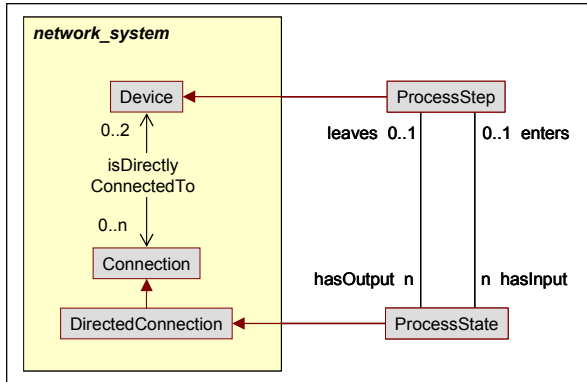 network_system
Device
ProcessStep
0..2
leaves 0..1
0..1 enters
isDirectly
ConnectedTo
0..n
Connection
hasOutput n
n hasInput
DirectedConnection
ProcessState